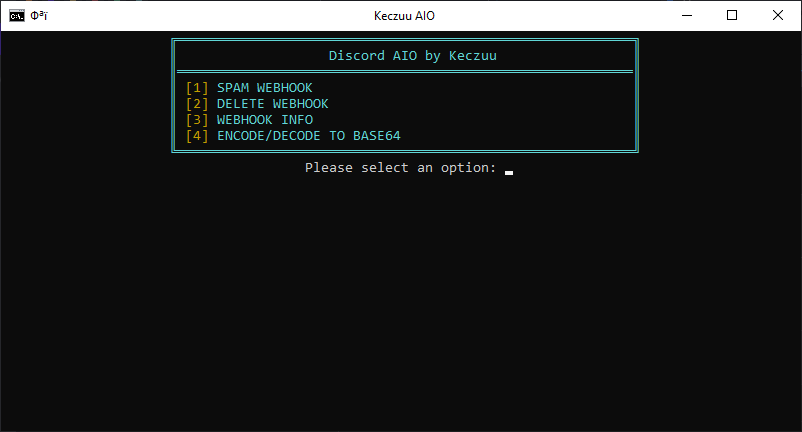 Фªï Keczuu AIO
Discord AIO by Keczuu
[1] SPAM WEBHOOK
[2] DELETE WEBHOOK
[3] WEBHOOK INFO
[4] ENCODE/DECODE TO BASE64
Please select an option: